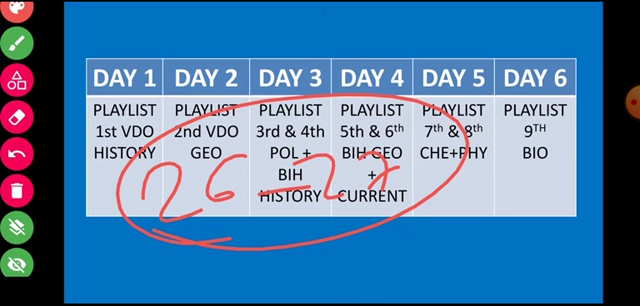 DAY 1 DAY 2 DAY 3 DAY 4 DAY 5 DAY 6
PLAYLIST PLAYLIST PLAYLIST PLAYLIST PLAYLIST PLAYLIST
1st VDO 2nd VDO 3rd & 4th 5th & 6th 7th & 8th 9TH
HISTORY GEO POL + BIH GEO CHE+PHY BIO
BIH +
HISTORY CURRENT
26-27